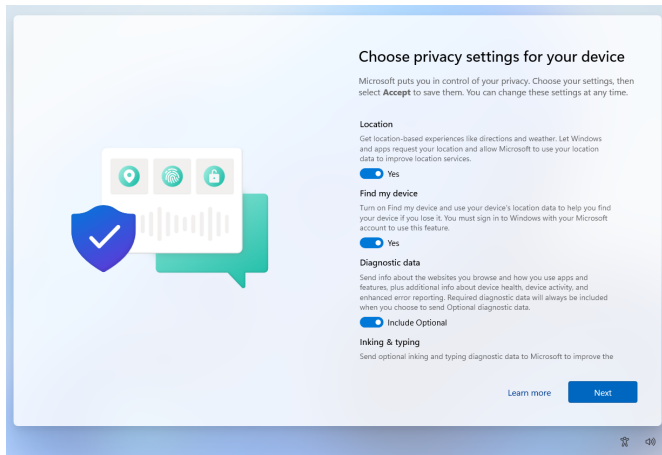 Choose privacy settings for your device
Microsoft puts you in control of your privacy. Choose your settings, then
select Accept to save them. You can change these settings at any time.
Location
Get location-based experiences like directions and weather. Let Windows
and apps request your location and allow Microsoft to use your location
data to improve location services.
Yes
Find my device
Turn on Find my device and use your device's location data to help you find
your device if you lose it. You must sign in to Windows with your Microsoft
account to use this feature.
Yes
Diagnostic data
Send info about the websites you browse and how you use apps and
features, plus additional info about device health, device activity, and
enhanced error reporting. Required diagnostic data will always be included
when you choose to send Optional diagnostic data.
Include Optional
Inking & typing
Send optional inking and typing diagnostic data to Microsoft to improve the
Learn more
Next